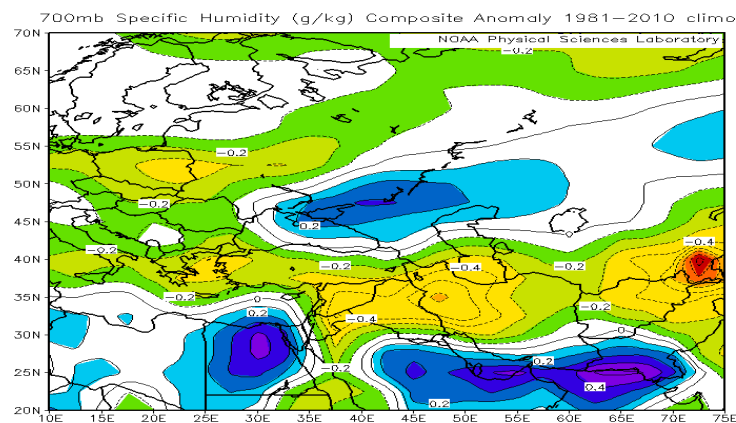 700mb Specific Humidity (g/kg) Composite Anomaly 1981-2010 climo
NOAA Physical Sciences Laboratory
70N
65N
60N
55N
50N
45N
40N
35N
30N
25N
20N
-0.2
-0.2
-0.2
0.2
0
-0.2
-0.2
-0.4
-0.2
-0.4
-0.2
0
0.2
-0.4
-0.2
0
-0.2
0.2
0.4
0.2
10E 15E 20E 25E 30E 35E 40E 45E 50E 55E 60E 65E 70E 75E